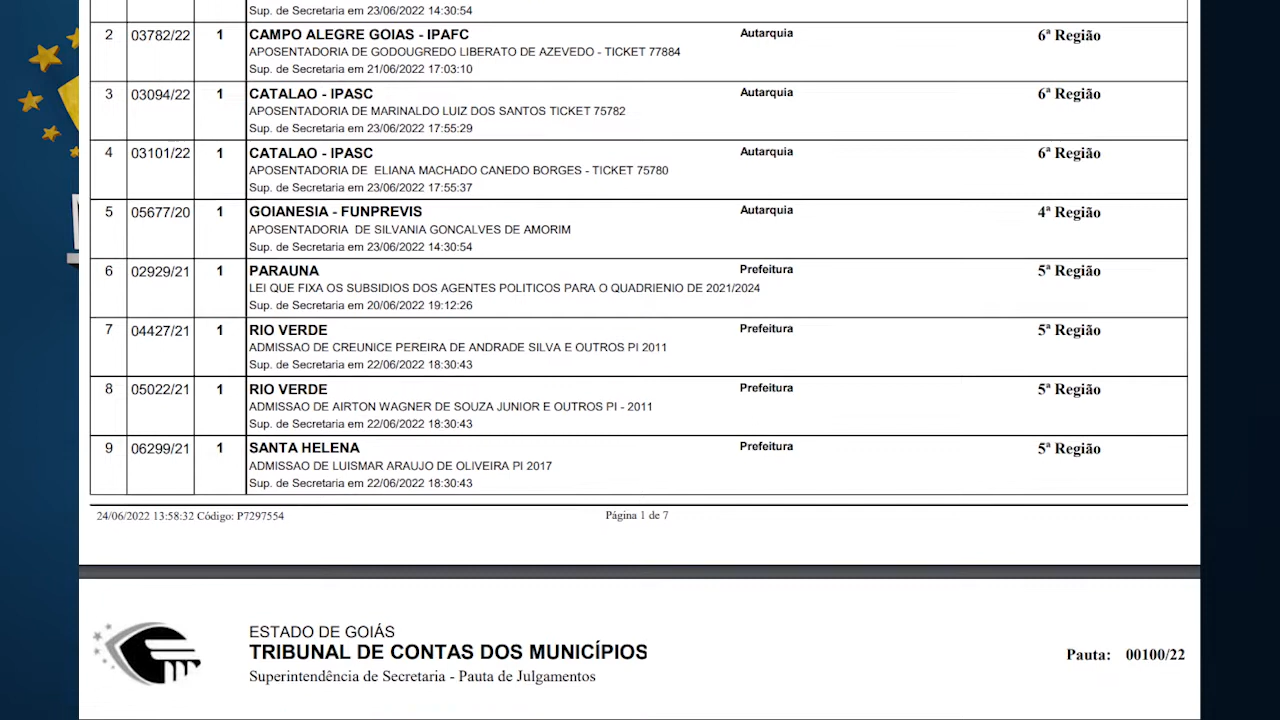 Sup. de Secretaria em 23/06/2022 14:30:54
2 03782/22 1 CAMPO ALEGRE GOIAS - IPAFC Autarquia 6ª Região
APOSENTADORIA DE GODOUGREDO LIBERATO DE AZEVEDO - TICKET 77884
Sup. de Secretaria em 21/06/2022 17:03:10
3 03094/22 1 CATALAO - IPASC Autarquia 6ª Região
APOSENTADORIA DE MARINALDO LUIZ DOS SANTOS TICKET 75782
Sup. de Secretaria em 23/06/2022 17:55:29
4 03101/22 1 CATALAO - IPASC Autarquia 6ª Região
APOSENTADORIA DE  ELIANA MACHADO CANEDO BORGES - TICKET 75780
Sup. de Secretaria em 23/06/2022 17:55:37
5 05677/20 1 GOIANESIA - FUNPREVIS Autarquia 4ª Região
APOSENTADORIA  DE SILVANIA GONCALVES DE AMORIM
Sup. de Secretaria em 23/06/2022 14:30:54
6 02929/21 1 PARAUNA Prefeitura 5ª Região
LEI QUE FIXA OS SUBSIDIOS DOS AGENTES POLITICOS PARA O QUADRIENIO DE 2021/2024
Sup. de Secretaria em 20/06/2022 19:12:26
7 04427/21 1 RIO VERDE Prefeitura 5ª Região
ADMISSAO DE CREUNICE PEREIRA DE ANDRADE SILVA E OUTROS PI 2011
Sup. de Secretaria em 22/06/2022 18:30:43
8 05022/21 1 RIO VERDE Prefeitura 5ª Região
ADMISSAO DE AIRTON WAGNER DE SOUZA JUNIOR E OUTROS PI - 2011
Sup. de Secretaria em 22/06/2022 18:30:43
9 06299/21 1 SANTA HELENA Prefeitura 5ª Região
ADMISSAO DE LUISMAR ARAUJO DE OLIVEIRA PI 2017
Sup. de Secretaria em 22/06/2022 18:30:43
24/06/2022 13:58:32 Código: P7297554 Página 1 de 7
ESTADO DE GOIÁS
TRIBUNAL DE CONTAS DOS MUNICÍPIOS
Pauta: 00100/22
Superintendência de Secretaria - Pauta de Julgamentos